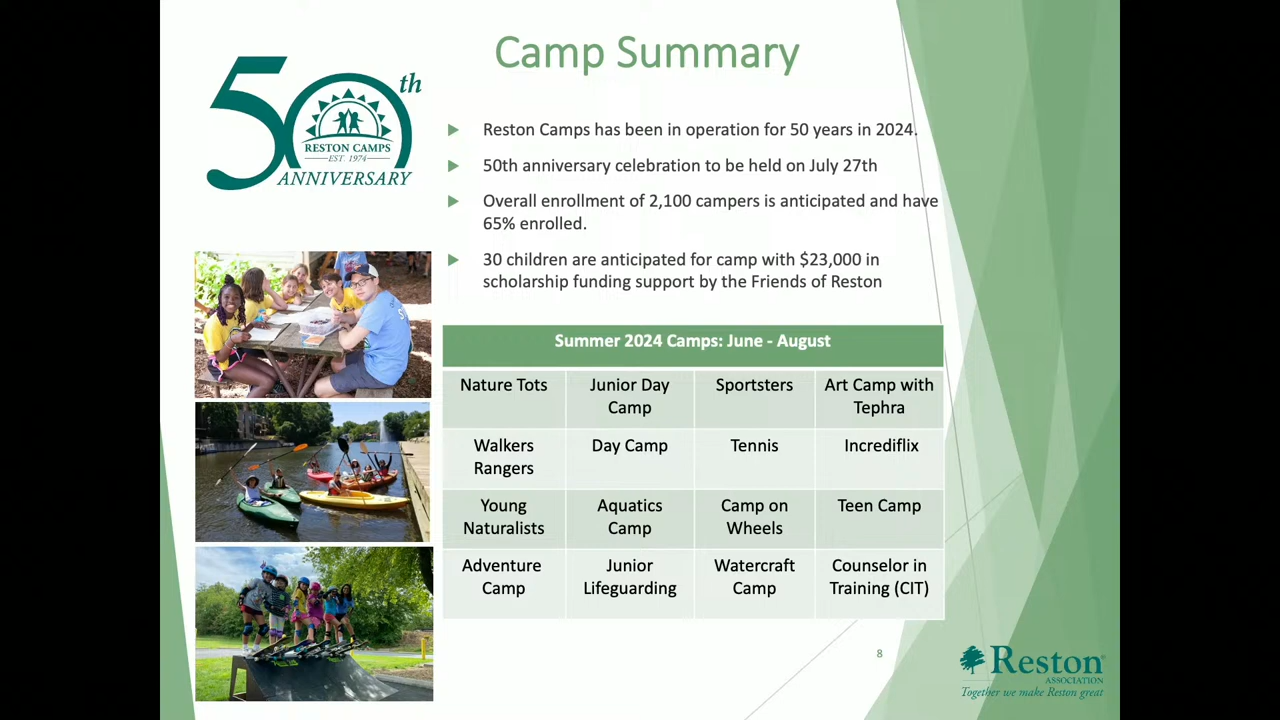 Camp Summary
50th
RESTON CAMPS
EST. 1974
ANNIVERSARY
Reston Camps has been in operation for 50 years in 2024.
50th anniversary celebration to be held on July 27th
Overall enrollment of 2,100 campers is anticipated and have
65% enrolled.
30 children are anticipated for camp with $23,000 in
scholarship funding support by the Friends of Reston
Summer 2024 Camps: June - August
Nature Tots
Junior Day
Camp
Sportsters
Art Camp with
Tephra
Walkers
Rangers
Day Camp
Tennis
Incrediflix
Young
Naturalists
Aquatics
Camp
Camp on
Wheels
Teen Camp
Adventure
Camp
Junior
Lifeguarding
Watercraft
Camp
Counselor in
Training (CIT)
8
Reston
ASSOCIATION
Together we make Reston great